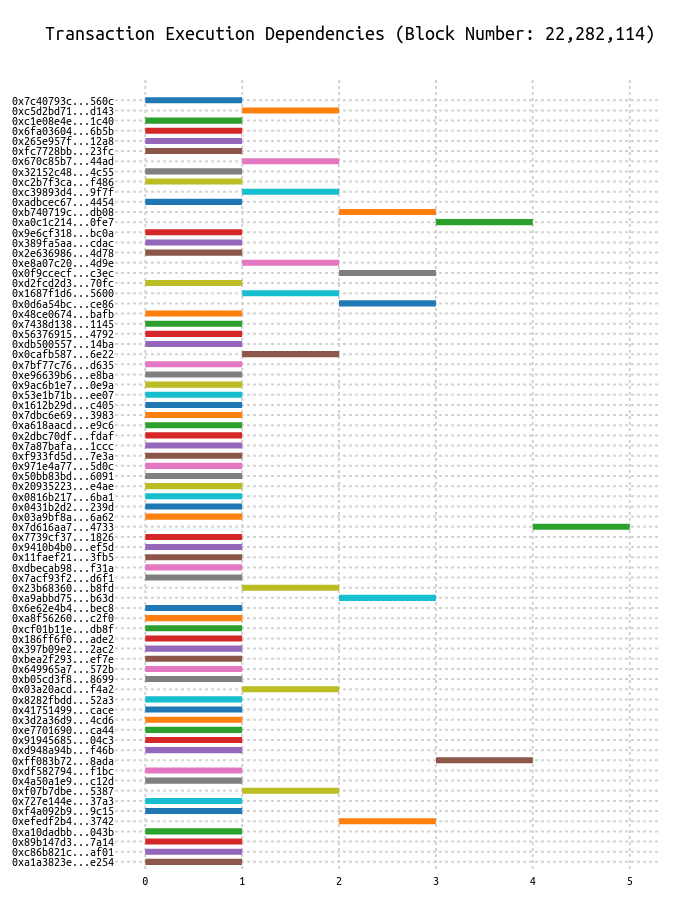 Transaction Execution Dependencies (Block Number: 22,282,114)
0x7c40793c...560c
0xc5d2bd71...d143
0xc1e08e4e...1c40
0x6fa03604...6b5b
0x265e957f...12a8
0xfc7728bb...23fc
0x670c85b7...44ad
0x32152c48...4c55
0xc2b7f3ca...f486
0xc39893d4...9f7f
0xadbcec67...4454
0xb740719c...db08
0xa0c1c214...0fe7
0x9e6cf318...bc0a
0x389fa5aa...cdac
0x2e636986...4d78
0xe8a07c20...4d9e
0x0f9ccecf...c3ec
0xd2fcd2d3...70fc
0x1687f1d6...5600
0x0d6a54bc...ce86
0x48ce0674...bafb
0x7438d138...1145
0x56376915...4792
0xdb500557...14ba
0x0cafb587...6e22
0x7bf77c76...d635
0xe96639b6...e8ba
0x9ac6b1e7...0e9a
0x53e1b71b...ee07
0x1612b29d...c405
0x7dbc6e69...3983
0xa618aacd...e9c6
0x2dbc70df...fdaf
0x7a87bafa...1ccc
0xf933fd5d...7e3a
0x971e4a77...5d0c
0x50bb83bd...6091
0x20935223...e4ae
0x0816b217...6ba1
0x0431b2d2...239d
0x03a9bf8a...6a62
0x7d616aa7...4733
0x7739cf37...1826
0x9410b4b0...ef5d
0x11faef21...3fb5
0xdbecab98...f31a
0x7acf93f2...d6f1
0x23b68360...b8fd
0xa9abbd75...b63d
0x6e62e4b4...bec8
0xa8f56260...c2f0
0xcf01b11e...db8f
0x186ff6f0...ade2
0x397b09e2...2ac2
0xbea2f293...ef7e
0x649965a7...572b
0xb05cd3f8...8699
0x03a20acd...f4a2
0x8282fbdd...52a3
0x41751499...cace
0x3d2a36d9...4cd6
0xe7701690...ca44
0x91945685...04c3
0xd948a94b...f46b
0xff083b72...8ada
0xdf582794...f1bc
0x4a50a1e9...c12d
0xf07b7dbe...5387
0x727e144e...37a3
0xf4a092b9...9c15
0xefedf2b4...3742
0xa10dadbb...043b
0x89b147d3...7a14
0xc86b821c...af01
0xa1a3823e...e254
0 1 2 3 4 5